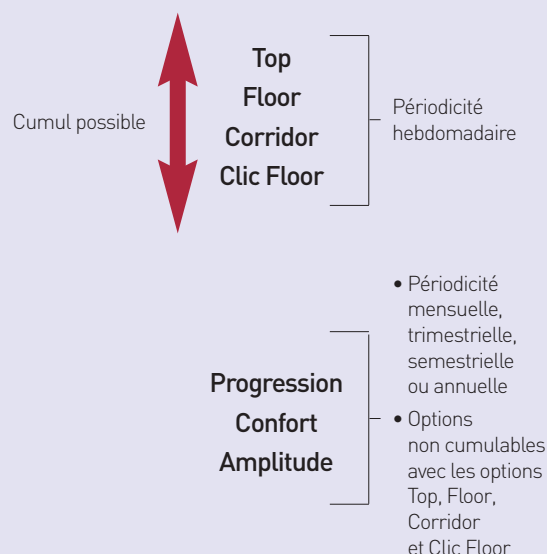 Cumul possible
Top
Floor
Corridor
Clic Floor
Périodicité
hebdomadaire
Progression
Confort
Amplitude
• Périodicité
mensuelle,
trimestrielle,
semestrielle
ou annuelle
• Options
non cumulables
avec les options
Top, Floor,
Corridor
et Clic Floor